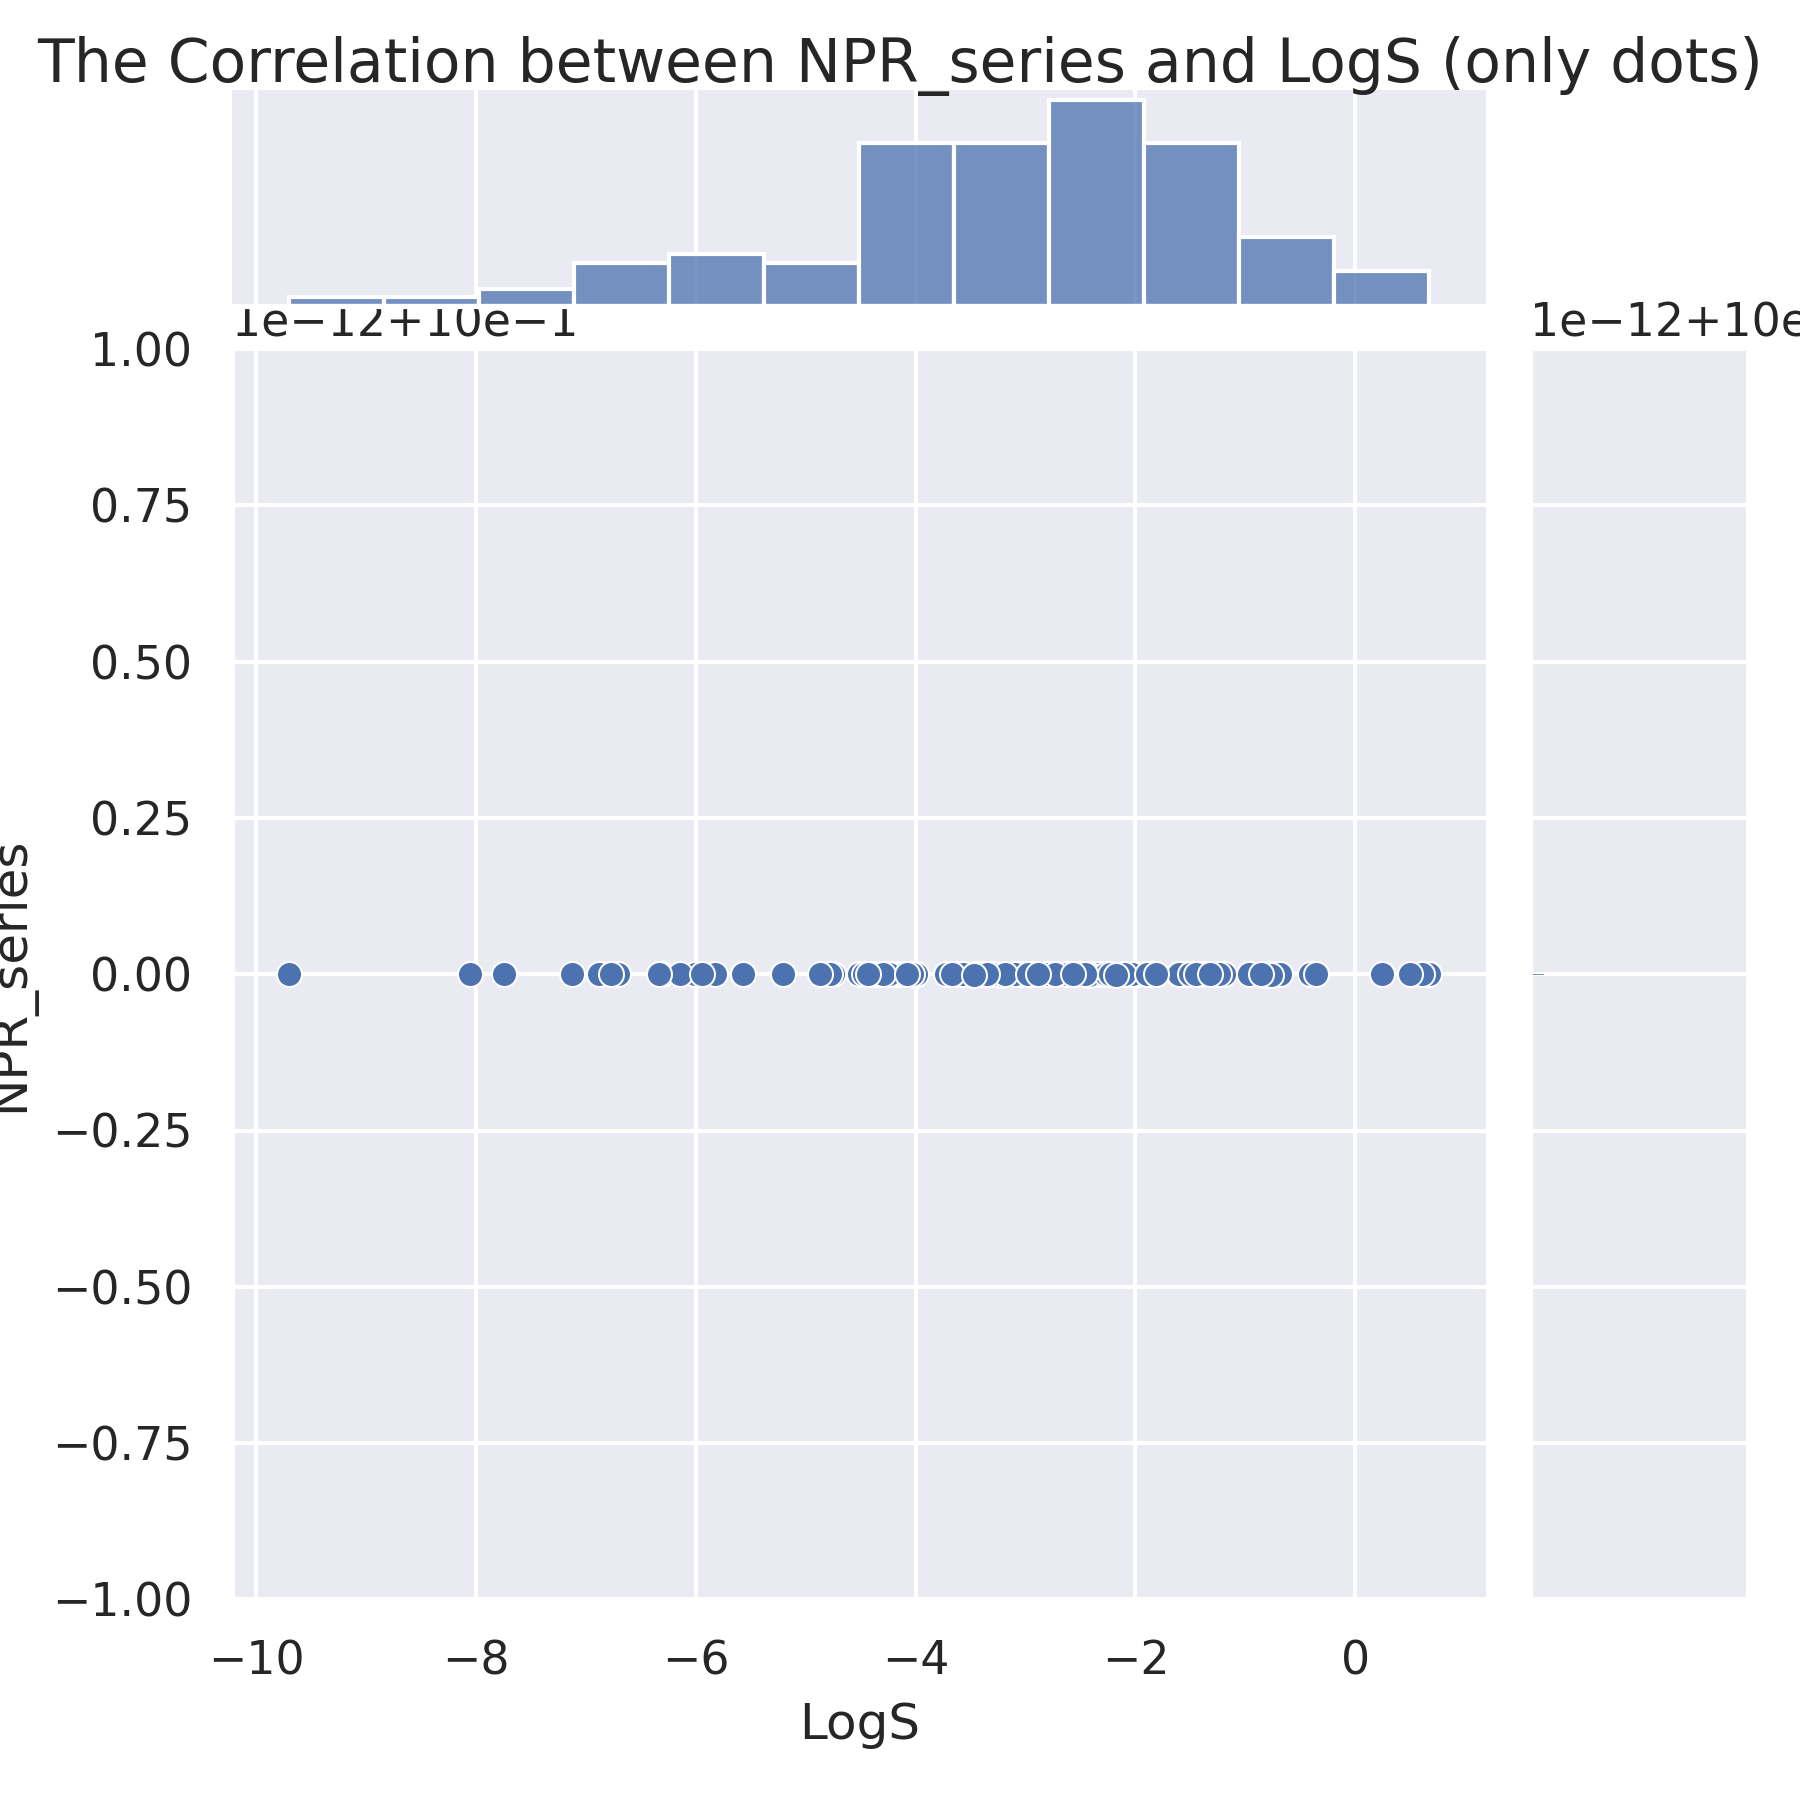 The Correlation between NPR_series and LogS (only dots)
1e−12+10e−1
1e−12+10e
1.00
0.75
0.50
0.25
0.00
−0.25
−0.50
−0.75
−1.00
NPR_series
−10 −8 −6 −4 −2 0
LogS